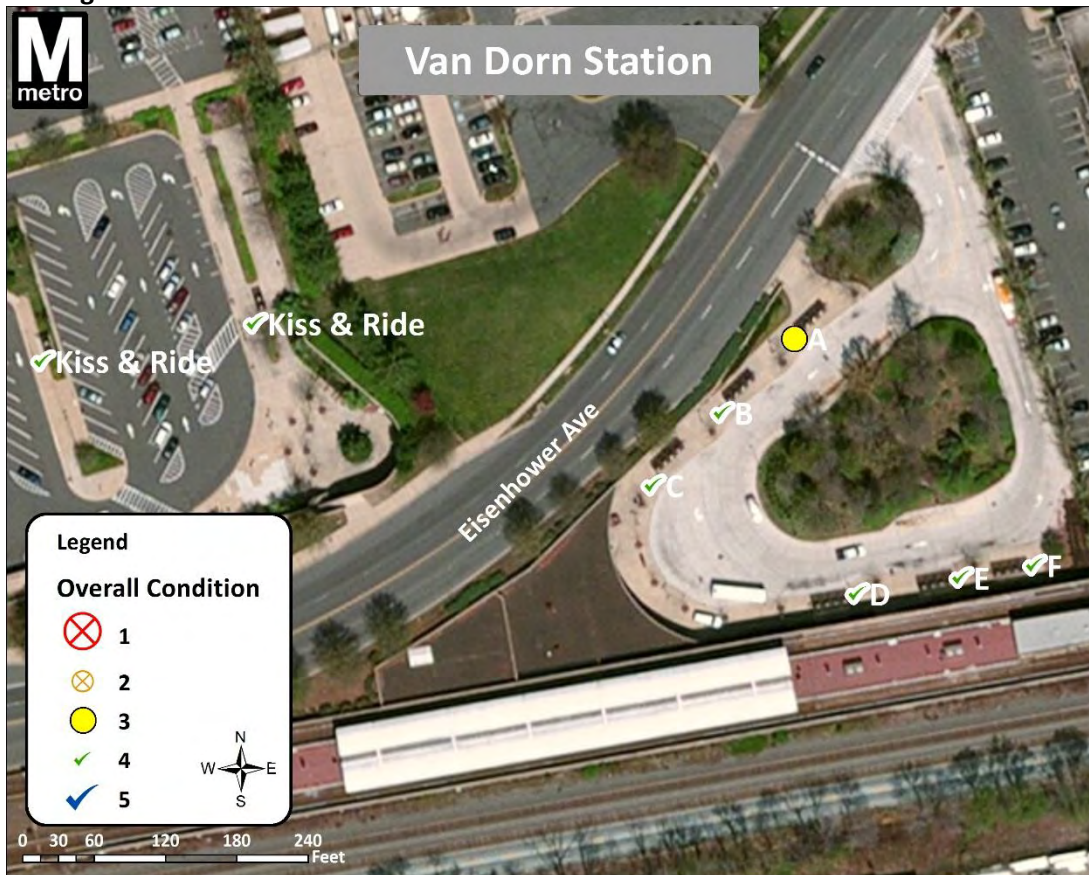 M
metro
Van Dorn Station
Kiss & Ride
Kiss & Ride
A
B
C
D
E
F
Eisenhower Ave
Legend
Overall Condition
1
2
3
4
5
N
W E
S
0 30 60 120 180 240
Feet